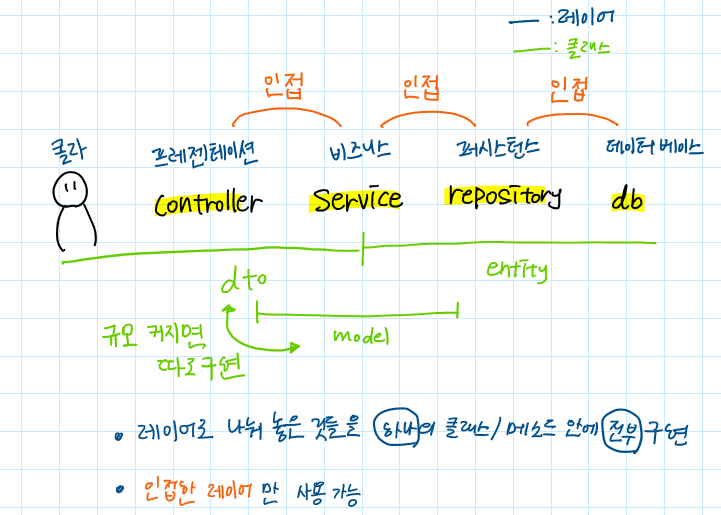 — : 레이어
— : 클래스
인접 인접 인접
클라 프레젠테이션 비즈니스 퍼시스턴스 데이터베이스
controller Service repository db
dto entity
model
규모 커지면
따로구현
• 레이어로 나눠 놓은 것들을 하나의 클래스/메소드 안에 전부 구현
• 인접한 레이어만 사용 가능